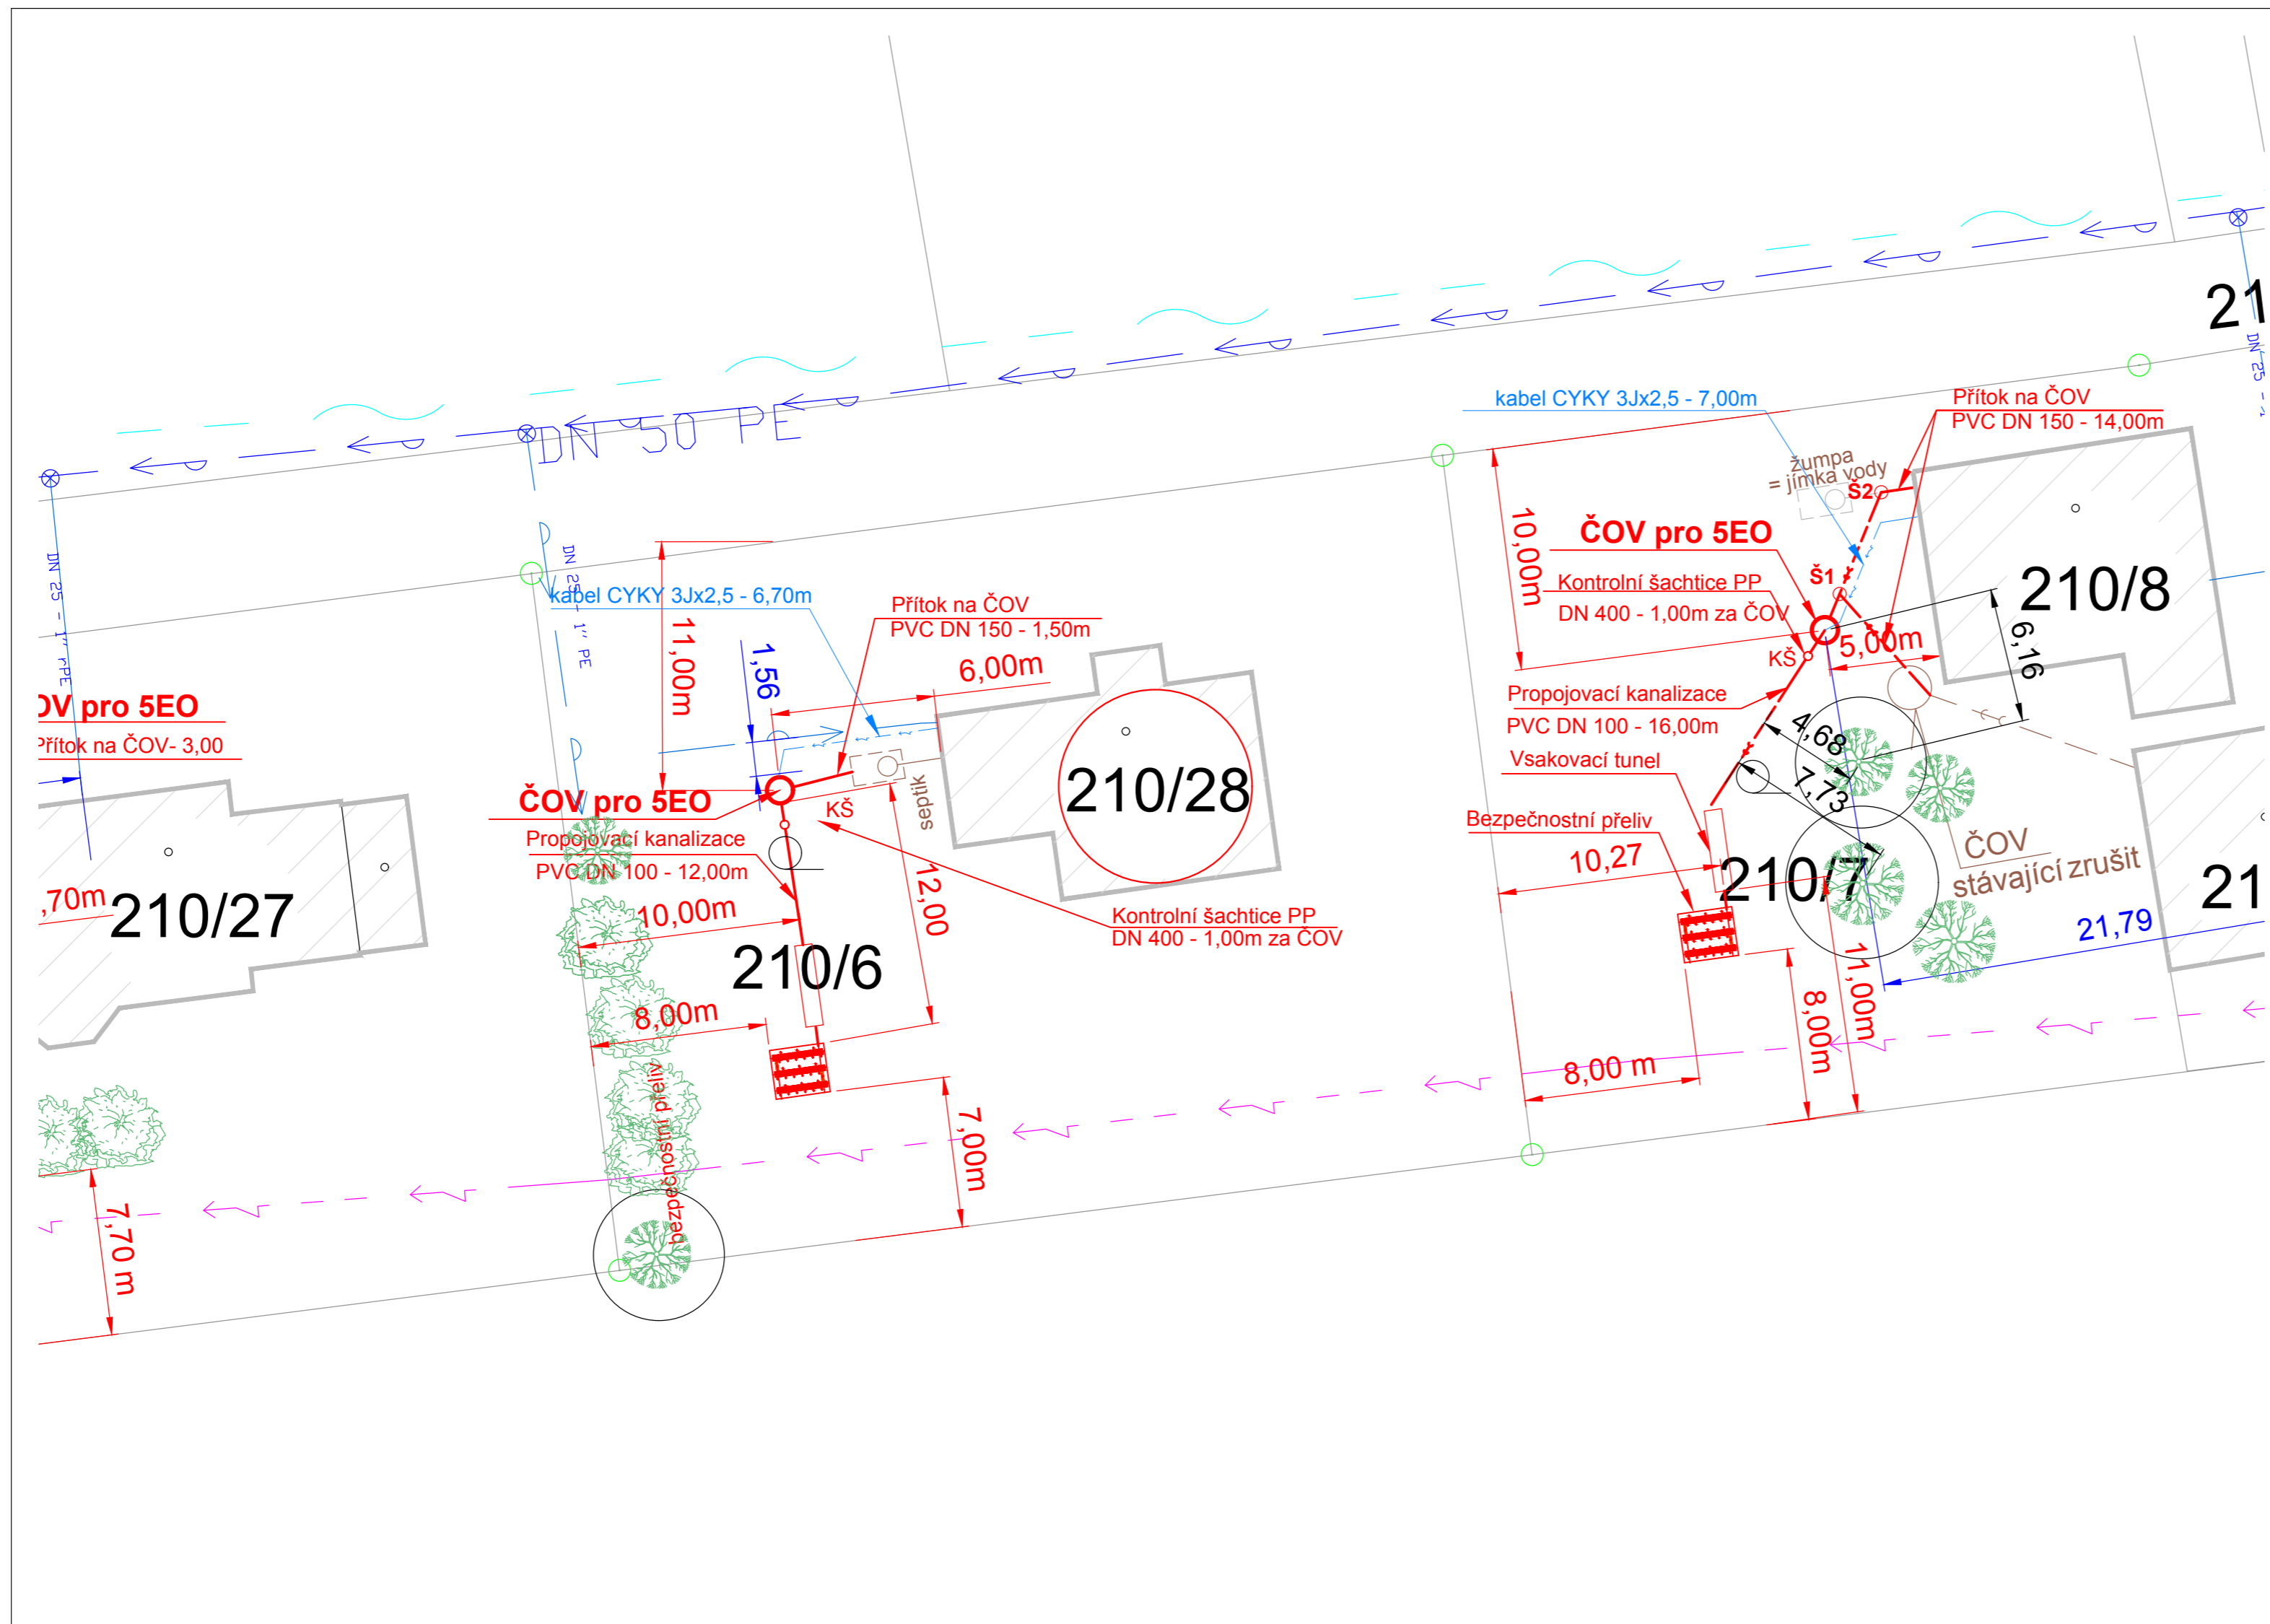 DN 50 PE
DN 25 - 1'' rPE
DN 25 - 1'' PE
DN 25 - 1
21
kabel CYKY 3Jx2,5 - 7,00m
Přítok na ČOV
PVC DN 150 - 14,00m
žumpa
= jímka vody
Š2
10,00m
ČOV pro 5EO
Kontrolní šachtice PP
DN 400 - 1,00m za ČOV
Š1
210/8
KŠ
5,00m
6,16
Propojovací kanalizace
PVC DN 100 - 16,00m
4,68
7,73
Vsakovací tunel
Bezpečnostní přeliv
10,27
210/7
ČOV
stávající zrušit
21
21,79
11,00m
8,00m
8,00 m
kabel CYKY 3Jx2,5 - 6,70m
11,00m
1,56
Přítok na ČOV
PVC DN 150 - 1,50m
6,00m
210/28
septik
ČOV pro 5EO
KŠ
Propojovací kanalizace
PVC DN 100 - 12,00m
12,00
Kontrolní šachtice PP
DN 400 - 1,00m za ČOV
10,00m
210/6
8,00m
bezpečnostní přeliv
7,00m
OV pro 5EO
Přítok na ČOV- 3,00
,70m
210/27
7,70 m